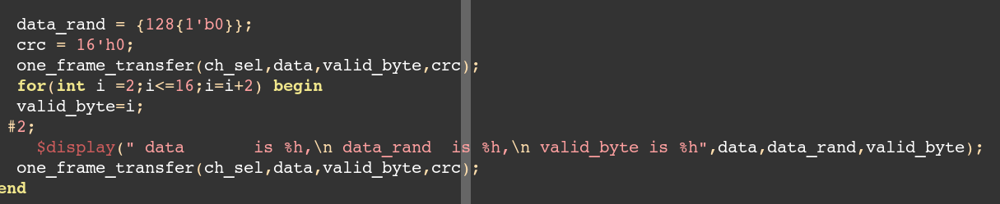 data_rand = {128{1'b0}};
crc = 16'h0;
one_frame_transfer(ch_sel,data,valid_byte,crc);
for(int i =2;i<=16;i=i+2) begin
valid_byte=i;
#2;
$display(" data       is %h,\n data_rand  is %h,\n valid_byte is %h",data,data_rand,valid_byte);
one_frame_transfer(ch_sel,data,valid_byte,crc);
end